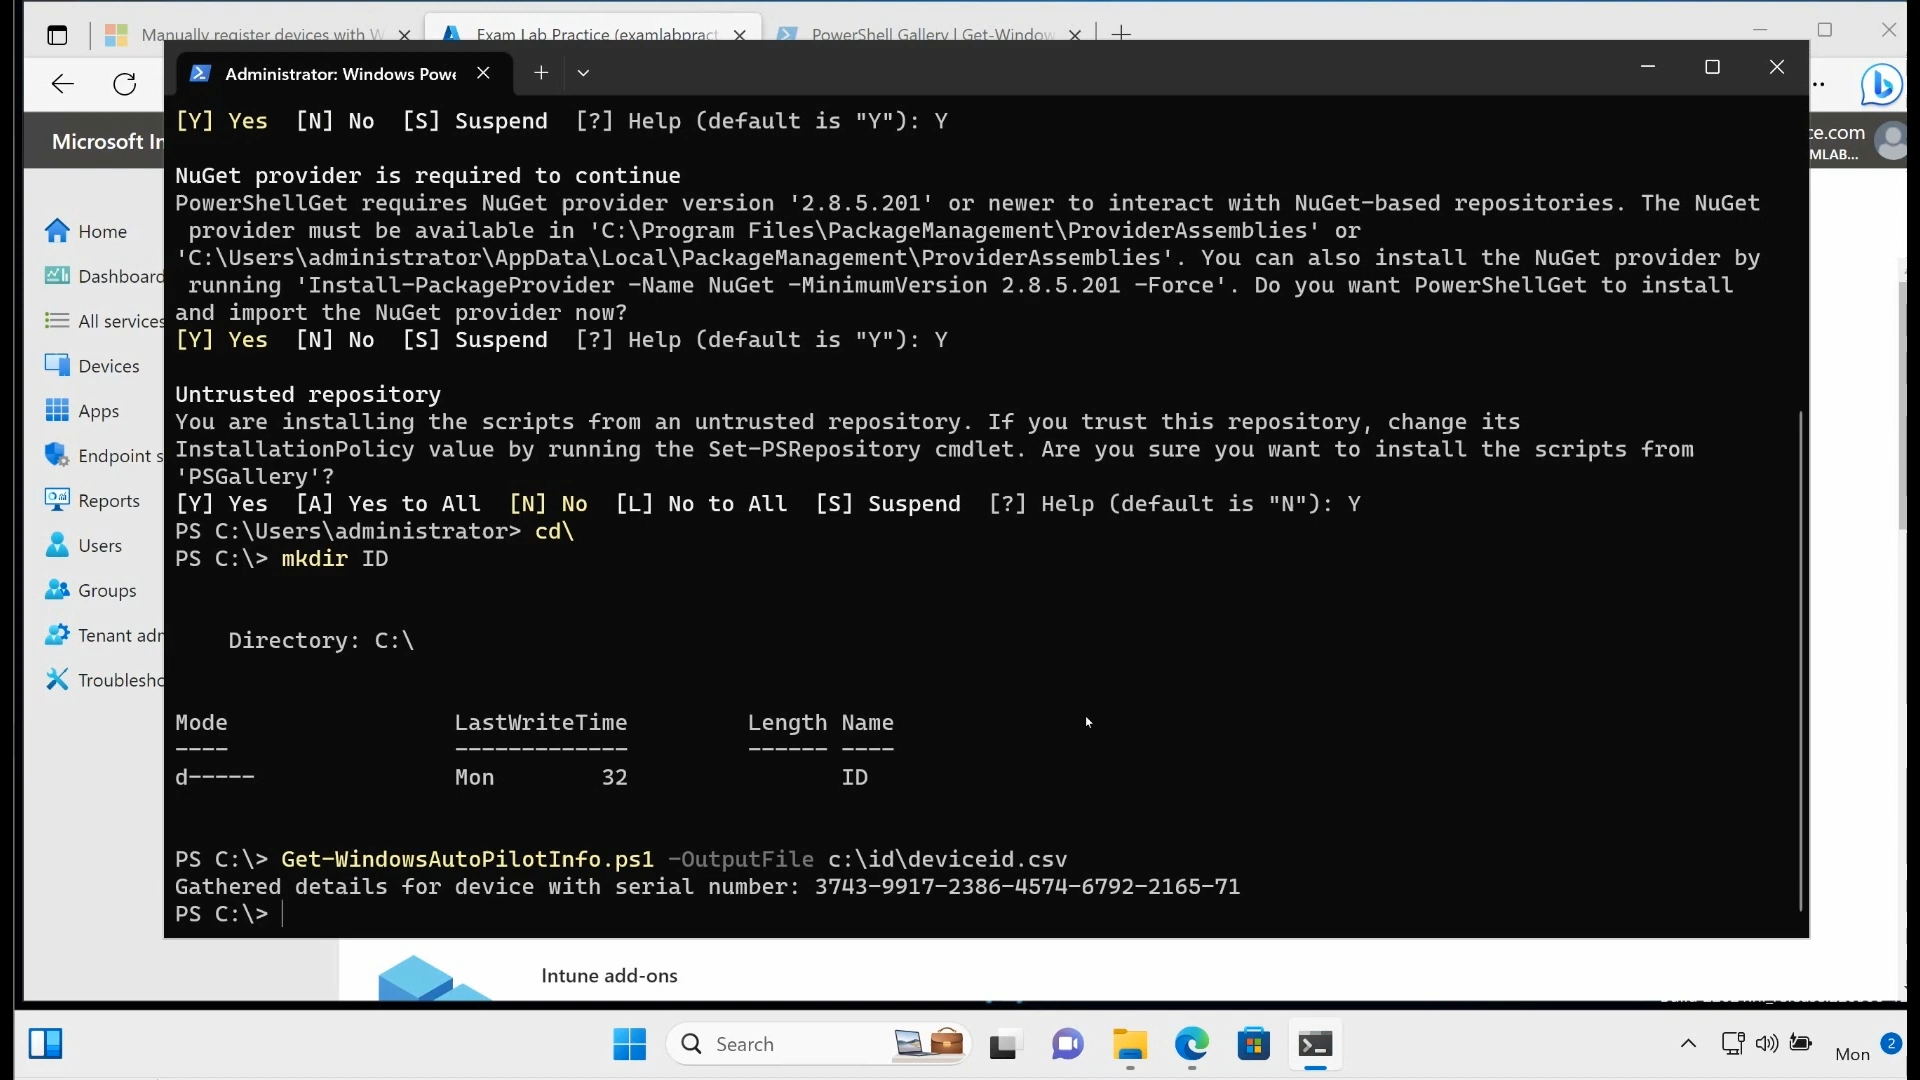 Manually register devices with W
Exam Lab Practice (examlabpract
PowerShell Gallery | Get-Window
Administrator: Windows Powe
Microsoft In
ce.com
MLAB...
Home
Dashboard
All services
Devices
Apps
Endpoint s
Reports
Users
Groups
Tenant adm
Troublesho
[Y] Yes  [N] No  [S] Suspend  [?] Help (default is "Y"): Y
NuGet provider is required to continue
PowerShellGet requires NuGet provider version '2.8.5.201' or newer to interact with NuGet-based repositories. The NuGet
provider must be available in 'C:\Program Files\PackageManagement\ProviderAssemblies' or
'C:\Users\administrator\AppData\Local\PackageManagement\ProviderAssemblies'. You can also install the NuGet provider by
running 'Install-PackageProvider -Name NuGet -MinimumVersion 2.8.5.201 -Force'. Do you want PowerShellGet to install
and import the NuGet provider now?
[Y] Yes  [N] No  [S] Suspend  [?] Help (default is "Y"): Y
Untrusted repository
You are installing the scripts from an untrusted repository. If you trust this repository, change its
InstallationPolicy value by running the Set-PSRepository cmdlet. Are you sure you want to install the scripts from
'PSGallery'?
[Y] Yes  [A] Yes to All  [N] No  [L] No to All  [S] Suspend  [?] Help (default is "N"): Y
PS C:\Users\administrator> cd\
PS C:\> mkdir ID
Directory: C:\
Mode LastWriteTime Length Name
---- ------------- ------ ----
d----- Mon 32 ID
PS C:\> Get-WindowsAutoPilotInfo.ps1 -OutputFile c:\id\deviceid.csv
Gathered details for device with serial number: 3743-9917-2386-4574-6792-2165-71
PS C:\>
Intune add-ons
Search
Mon
2